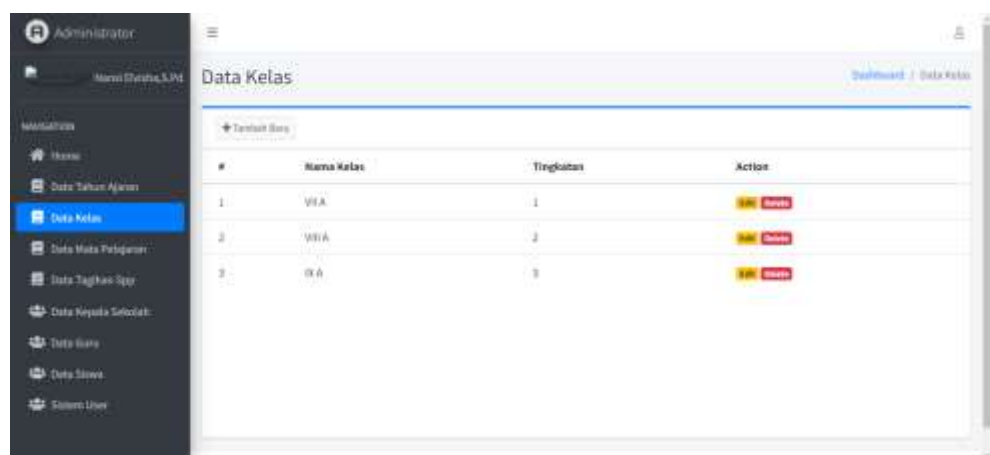 Administrator
S.Pd
Data Kelas
Dashboard / Data Kelas
NAVIGATION
+ Tambah Baru
Home
# Nama Kelas Tingkatan Action
Data Tahun Ajaran
1 VII A 1 Edit Delete
Data Kelas
2 VIII A 2 Edit Delete
Data Mata Pelajaran
3 IX A 3 Edit Delete
Data Tagihan Spp
Data Kepala Sekolah
Data Guru
Data Siswa
Sistem User